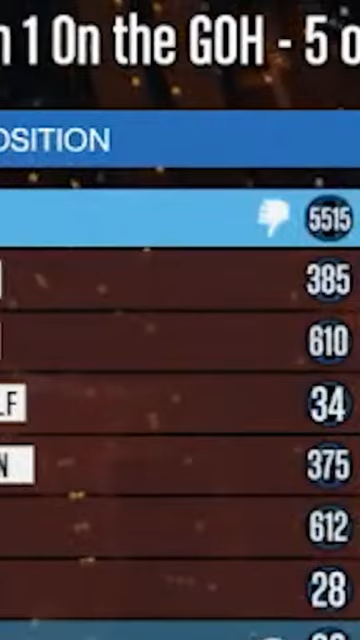 1 On the GOH - 5 o
OSITION
5515
385
610
LF
34
N
375
612
28